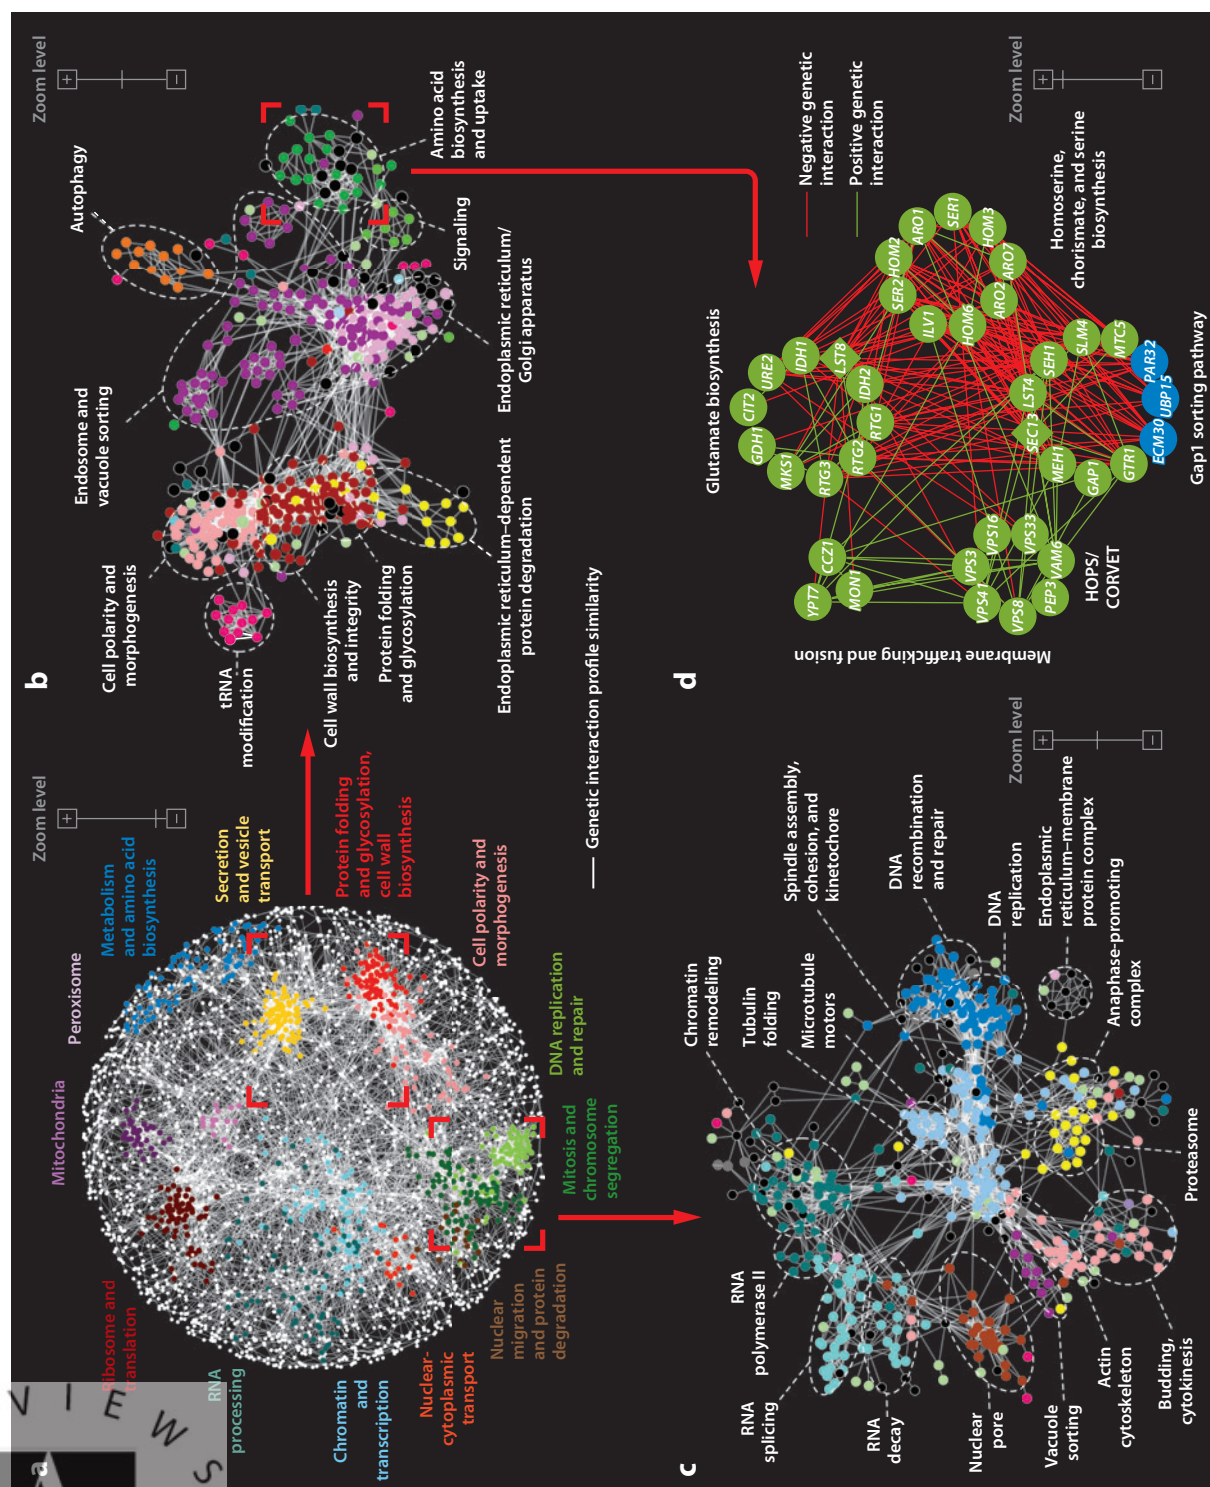 a
REVIEWS
Zoom level
+
−
Ribosome and
translation
Mitochondria
Peroxisome
Metabolism
and amino acid
biosynthesis
Secretion
and vesicle
transport
Protein folding
and glycosylation,
cell wall
biosynthesis
Cell polarity and
morphogenesis
DNA replication
and repair
Mitosis and
chromosome
segregation
Nuclear
migration
and protein
degradation
Nuclear-
cytoplasmic
transport
Chromatin
and
transcription
RNA
processing
Genetic interaction profile similarity
b
Zoom level
+
−
Cell polarity and
morphogenesis
Endosome and
vacuole sorting
Autophagy
tRNA
modification
Cell wall biosynthesis
and integrity
Protein folding
and glycosylation
Endoplasmic reticulum–dependent
protein degradation
Endoplasmic reticulum/
Golgi apparatus
Signaling
Amino acid
biosynthesis
and uptake
c
Zoom level
+
−
RNA
splicing
RNA
polymerase II
Chromatin
remodeling
Tubulin
folding
Microtubule
motors
Spindle assembly,
cohesion, and
kinetochore
DNA
recombination
and repair
DNA
replication
Endoplasmic
reticulum–membrane
protein complex
Anaphase-promoting
complex
Proteasome
Budding,
cytokinesis
Actin
cytoskeleton
Vacuole
sorting
Nuclear
pore
RNA
decay
d
Zoom level
+
−
Negative genetic
interaction
Positive genetic
interaction
Glutamate biosynthesis
Membrane trafficking and fusion
HOPS/
CORVET
Gap1 sorting pathway
Homoserine,
chorismate, and serine
biosynthesis
GDH1
CIT2
URE2
IDH1
LST8
IDH2
RTG1
RTG2
RTG3
MKS1
YPT7
CCZ1
MON1
VPS3
VPS41
VPS8
PEP3
VAM6
VPS33
VPS16
SER2
HOM2
ARO1
SER1
HOM3
ARO7
ARO2
HOM6
ILV1
SEC13
LST4
SEH1
SLM4
MTC5
PAR32
UBP15
ECM30
GTR1
GAP1
MEH1